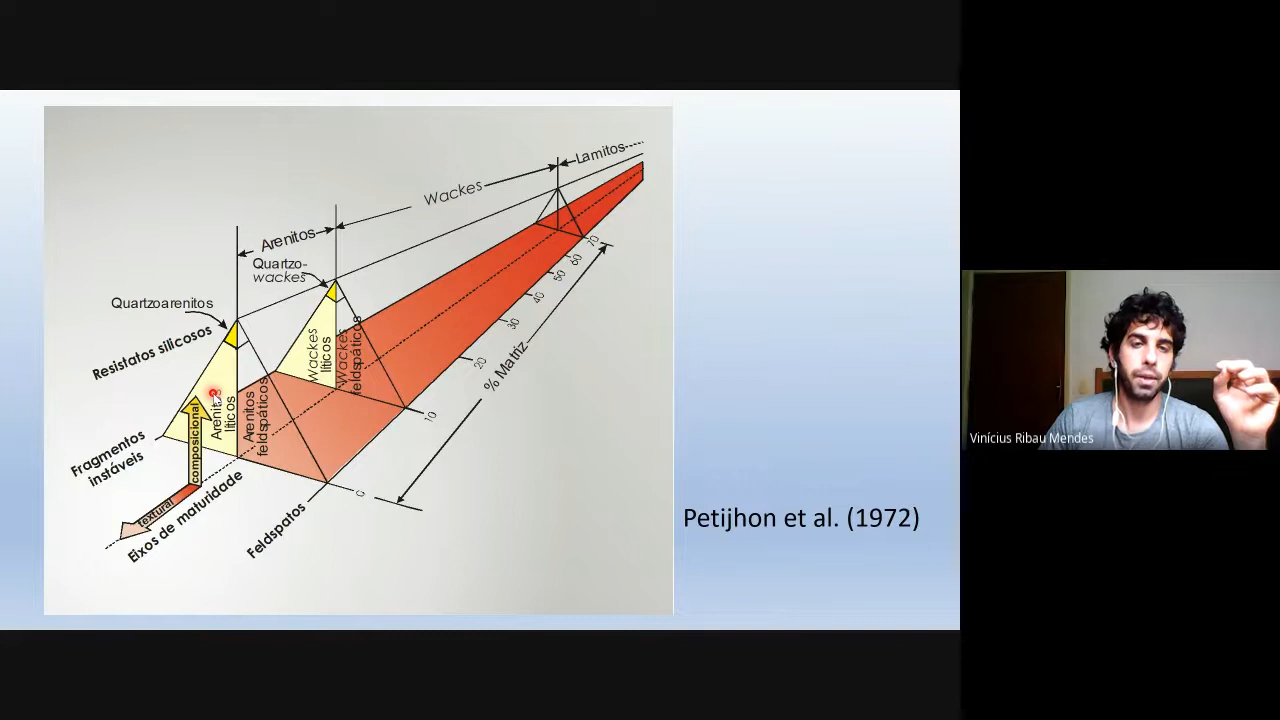 Lamitos
Wackes
Arenitos
Quartzo-
wackes
Quartzoarenitos
Resistatos silicosos
Wackes
líticos
Wackes
feldspáticos
Arenitos
líticos
Arenitos
feldspáticos
composicional
textural
Fragmentos
instáveis
Eixos de maturidade
Feldspatos
0
10
20
30
40
50
60
70
% Matriz
Petijhon et al. (1972)
Vinícius Ribau Mendes